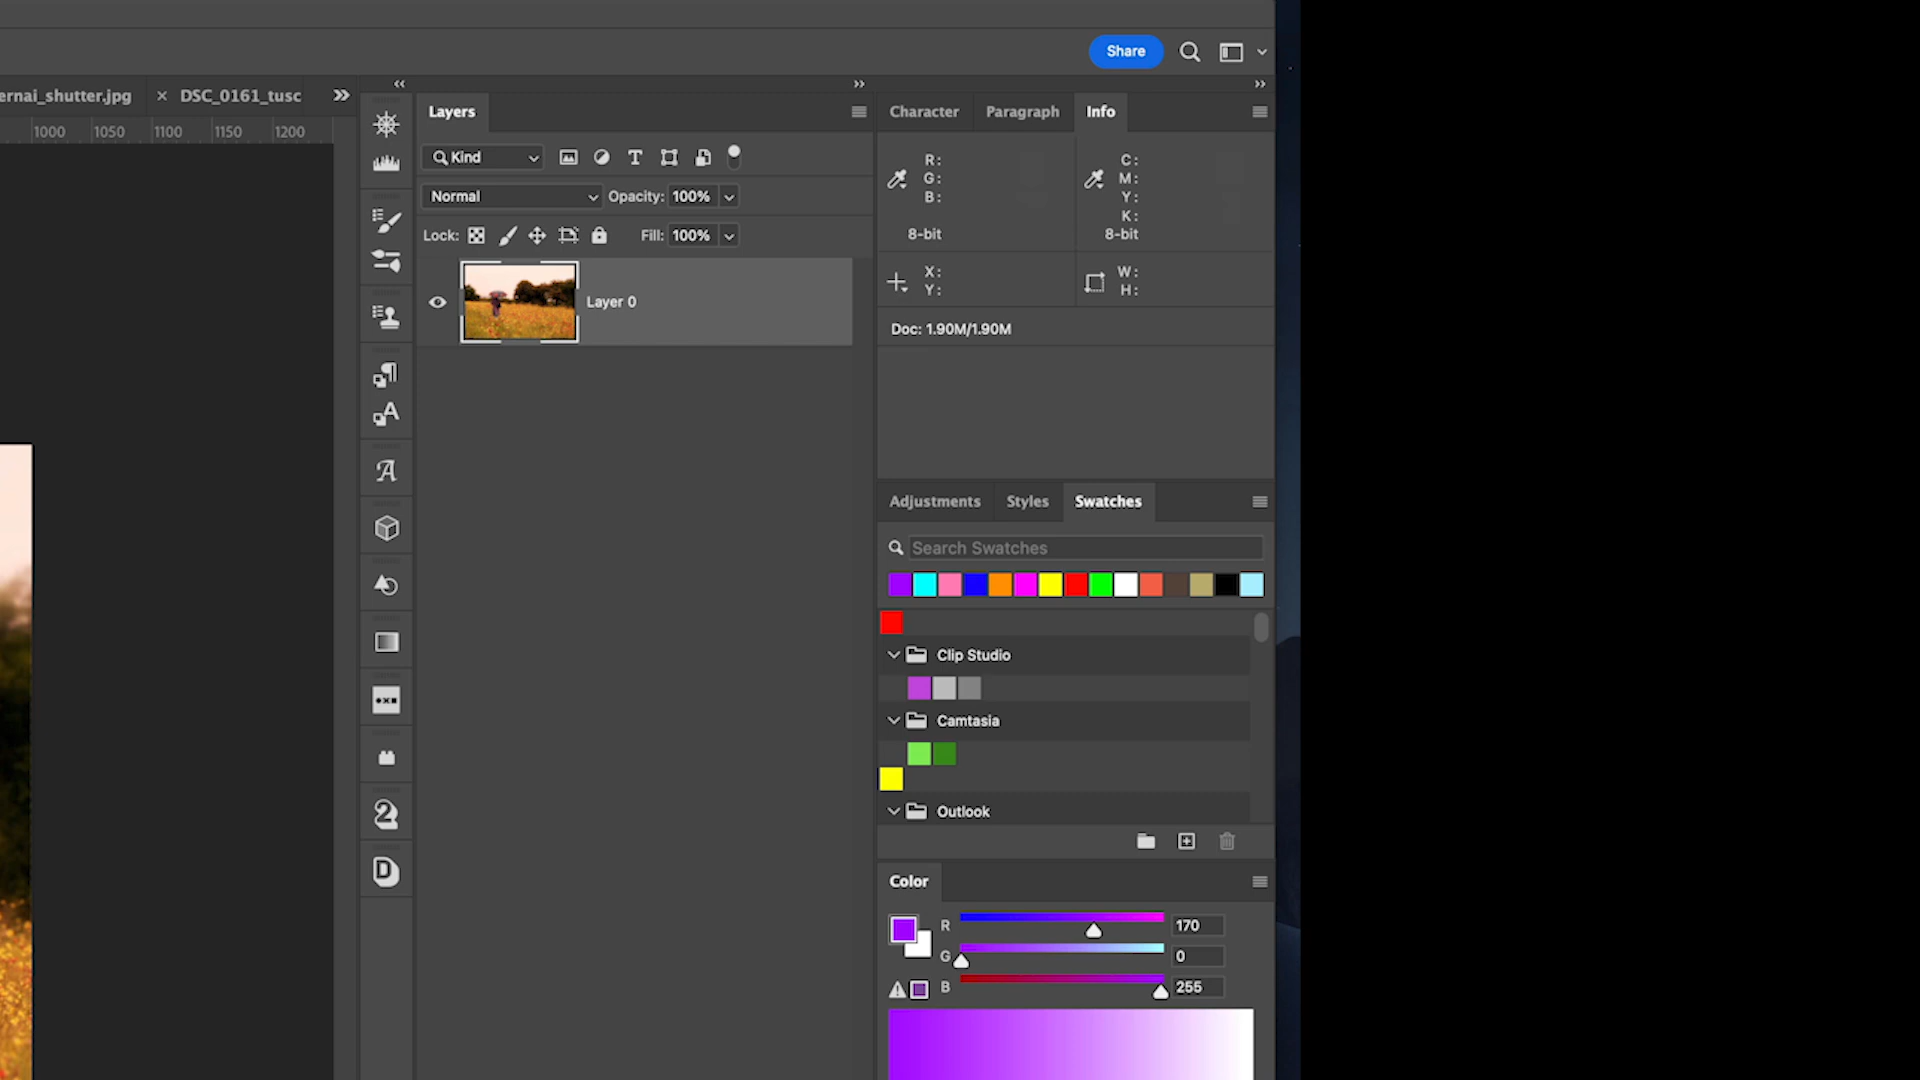 Share
ernai_shutter.jpg × DSC_0161_tusc
1000 1050 1100 1150 1200
Layers
Kind
Normal Opacity: 100%
Lock: Fill: 100%
Layer 0
Character Paragraph Info
R: C:
G: M:
B: Y:
K:
8-bit 8-bit
X: W:
Y: H:
Doc: 1.90M/1.90M
Adjustments Styles Swatches
Search Swatches
Clip Studio
Camtasia
Outlook
Color
R 170
G 0
B 255